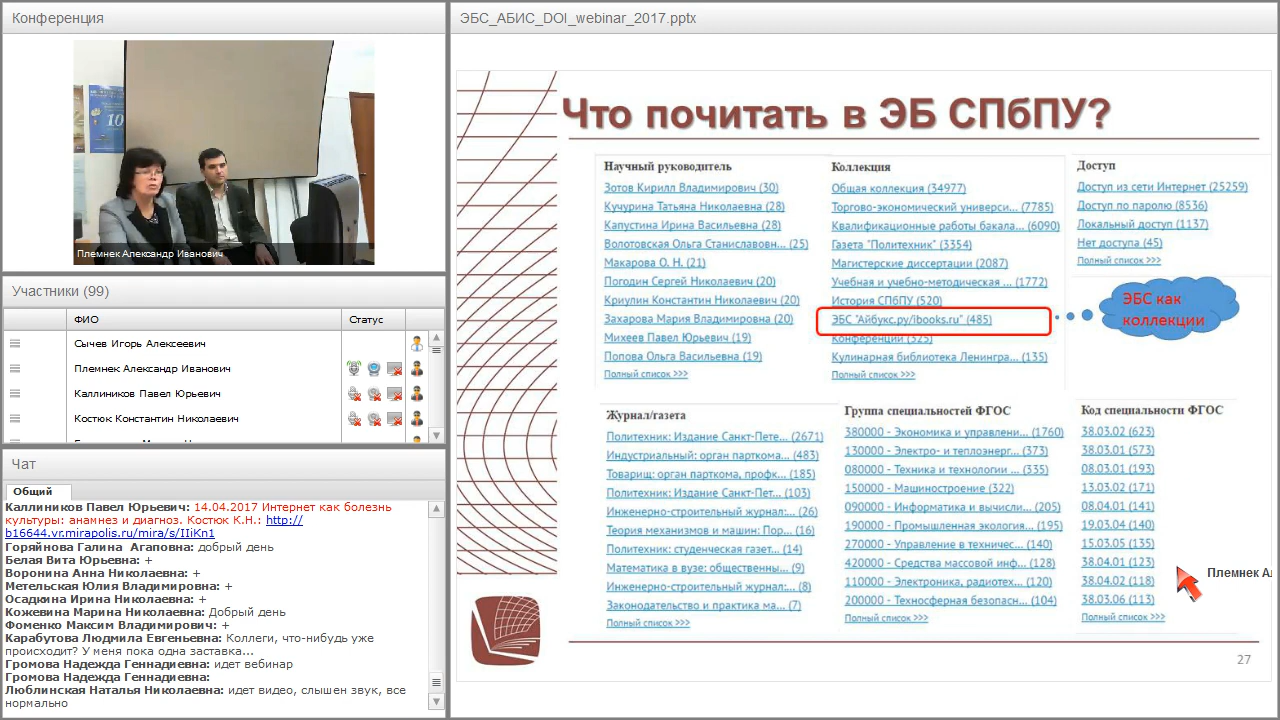 Конференция
10
Племнек Александр Иванович
Участники (99)
ФИО
Статус
Сычев Игорь Алексеевич
Племнек Александр Иванович
Каллиников Павел Юрьевич
Костюк Константин Николаевич
Чат
Общий
Каллиников Павел Юрьевич: 14.04.2017 Интернет как болезнь
культуры: анамнез и диагноз. Костюк К.Н.: http://
b16644.vr.mirapolis.ru/mira/s/IIiKn1
Горяйнова Галина Агаповна: добрый день
Белая Вита Юрьевна: +
Воронина Анна Николаевна: +
Метельская Юлия Владимировна: +
Осадкина Ирина Николаевна: +
Кожевина Марина Николаевна: Добрый день
Фоменко Максим Владимирович: +
Карабутова Людмила Евгеньевна: Коллеги, что-нибудь уже
происходит? У меня пока одна заставка...
Громова Надежда Геннадиевна: идет вебинар
Громова Надежда Геннадиевна:
Люблинская Наталья Николаевна: идет видео, слышен звук, все
нормально
ЭБС_АБИС_DOI_webinar_2017.pptx
Что почитать в ЭБ СПбПУ?
Научный руководитель
Зотов Кирилл Владимирович (30)
Кучурина Татьяна Николаевна (28)
Капустина Ирина Васильевна (28)
Волотовская Ольга Станиславовн... (25)
Макарова О. Н. (21)
Погодин Сергей Николаевич (20)
Криулин Константин Николаевич (20)
Захарова Мария Владимировна (20)
Михеев Павел Юрьевич (19)
Попова Ольга Васильевна (19)
Полный список >>>
Коллекция
Общая коллекция (34977)
Торгово-экономический универси... (7785)
Квалификационные работы бакала... (6090)
Газета "Политехник" (3354)
Магистерские диссертации (2087)
Учебная и учебно-методическая ... (1772)
История СПбПУ (520)
ЭБС "Айбукс.ру/ibooks.ru" (485)
Конференции (325)
Кулинарная библиотека Ленингра... (135)
Полный список >>>
Доступ
Доступ из сети Интернет (25259)
Доступ по паролю (8536)
Локальный доступ (1137)
Нет доступа (45)
Полный список >>>
ЭБС как
коллекции
Журнал/газета
Политехник: Издание Санкт-Пете... (2671)
Индустриальный: орган парткома... (483)
Товарищ: орган парткома, профк... (185)
Политехник: Издание Санкт-Пет... (103)
Инженерно-строительный журнал:... (26)
Теория механизмов и машин: Пор... (16)
Политехник: студенческая газет... (14)
Математика в вузе: общественны... (9)
Инженерно-строительный журнал:... (8)
Законодательство и практика ма... (7)
Полный список >>>
Группа специальностей ФГОС
380000 - Экономика и управлени... (1760)
130000 - Электро- и теплоэнерг... (373)
080000 - Техника и технологии ... (335)
150000 - Машиностроение (322)
090000 - Информатика и вычисли... (205)
190000 - Промышленная экология... (195)
270000 - Управление в техничес... (140)
420000 - Средства массовой инф... (128)
110000 - Электроника, радиотех... (120)
200000 - Техносферная безопасн... (104)
Полный список >>>
Код специальности ФГОС
38.03.02 (623)
38.03.01 (573)
08.03.01 (193)
13.03.02 (171)
08.04.01 (141)
19.03.04 (140)
15.03.05 (135)
38.04.01 (123)
38.04.02 (118)
38.03.06 (113)
Полный список >>>
Племнек Ал
27